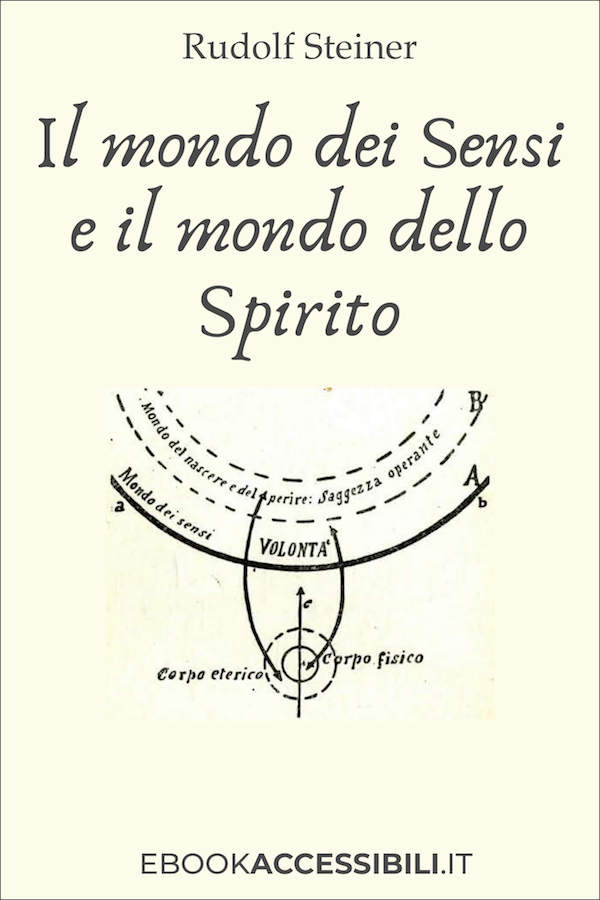 Rudolf Steiner
Il mondo dei Sensi
e il mondo dello
Spirito
B
Mondo del nascere e del perire: Saggezza operante
A
Mondo dei sensi
a
b
VOLONTA'
c
Corpo eterico
Corpo fisico
EBOOKACCESSIBILI.IT